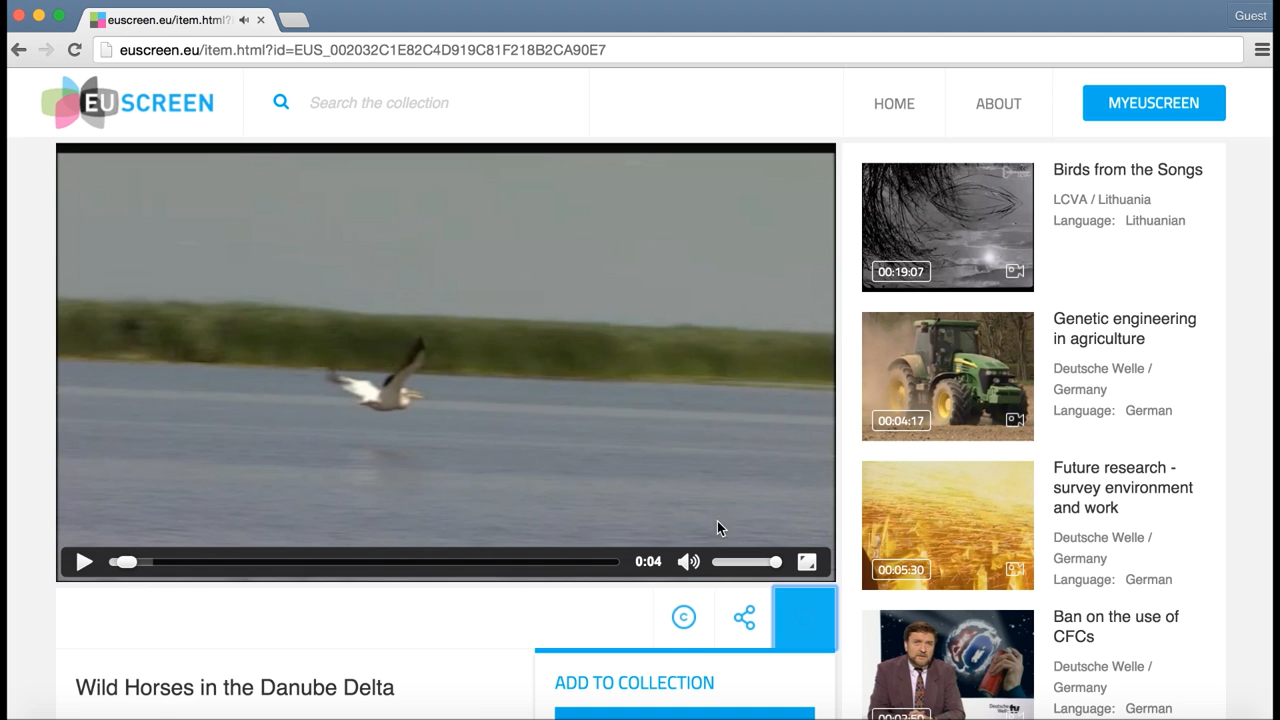 euscreen.eu/item.html?i
Guest
euscreen.eu/item.html?id=EUS_002032C1E82C4D919C81F218B2CA90E7
EUSCREEN
Search the collection
HOME
ABOUT
MYEUSCREEN
0:04
C
Wild Horses in the Danube Delta
ADD TO COLLECTION
00:19:07
Birds from the Songs
LCVA / Lithuania
Language: Lithuanian
00:04:17
Genetic engineering
in agriculture
Deutsche Welle /
Germany
Language: German
00:05:30
Future research -
survey environment
and work
Deutsche Welle /
Germany
Language: German
Ban on the use of
CFCs
Deutsche Welle /
Germany
Language: German